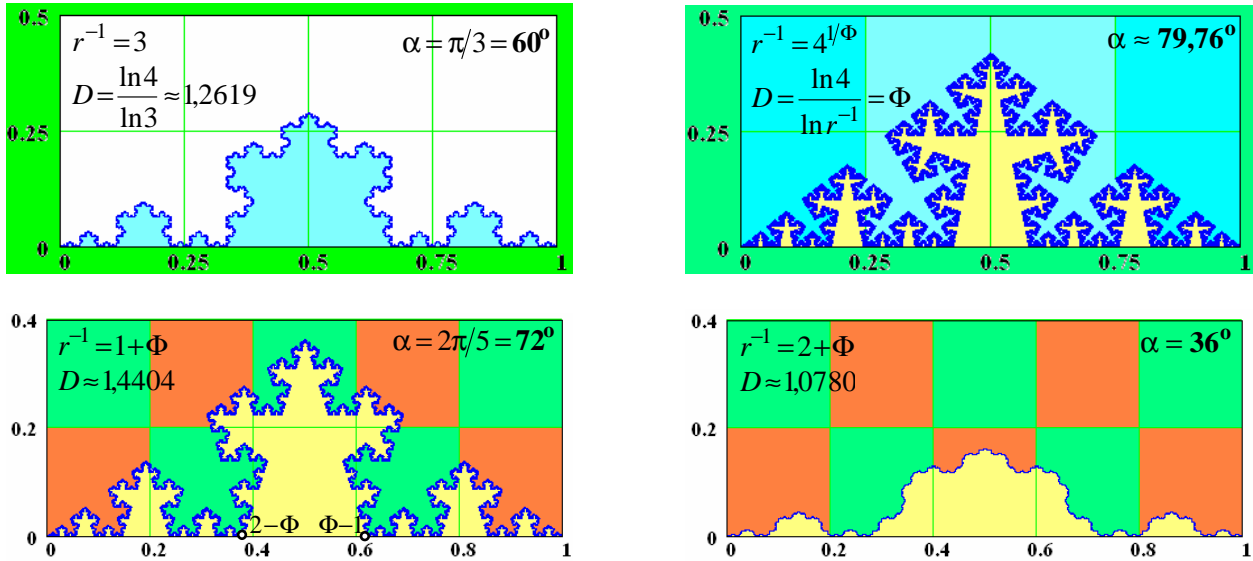 0.5
r⁻¹ = 3
α = π/3 = 60º
D = ln4/ln3 ≈ 1,2619
0.25
0
0 0.25 0.5 0.75 1
0.5
r⁻¹ = 4^{1/Φ}
α ≈ 79,76º
D = ln4/ln r⁻¹ = Φ
0.25
0
0 0.25 0.5 0.75 1
0.4
r⁻¹ = 1+Φ
α = 2π/5 = 72º
D ≈ 1,4404
0.2
2−Φ Φ−1
0
0 0.2 0.4 0.6 0.8 1
0.4
r⁻¹ = 2+Φ
α = 36º
D ≈ 1,0780
0.2
0
0 0.2 0.4 0.6 0.8 1